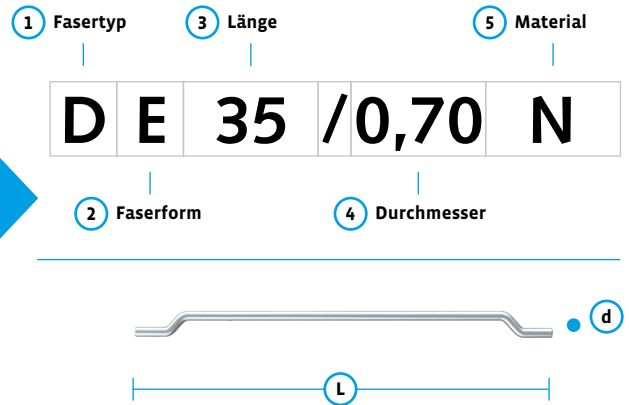 1 Fasertyp 3 Länge 5 Material
D E 35 / 0,70 N
2 Faserform 4 Durchmesser
d
L